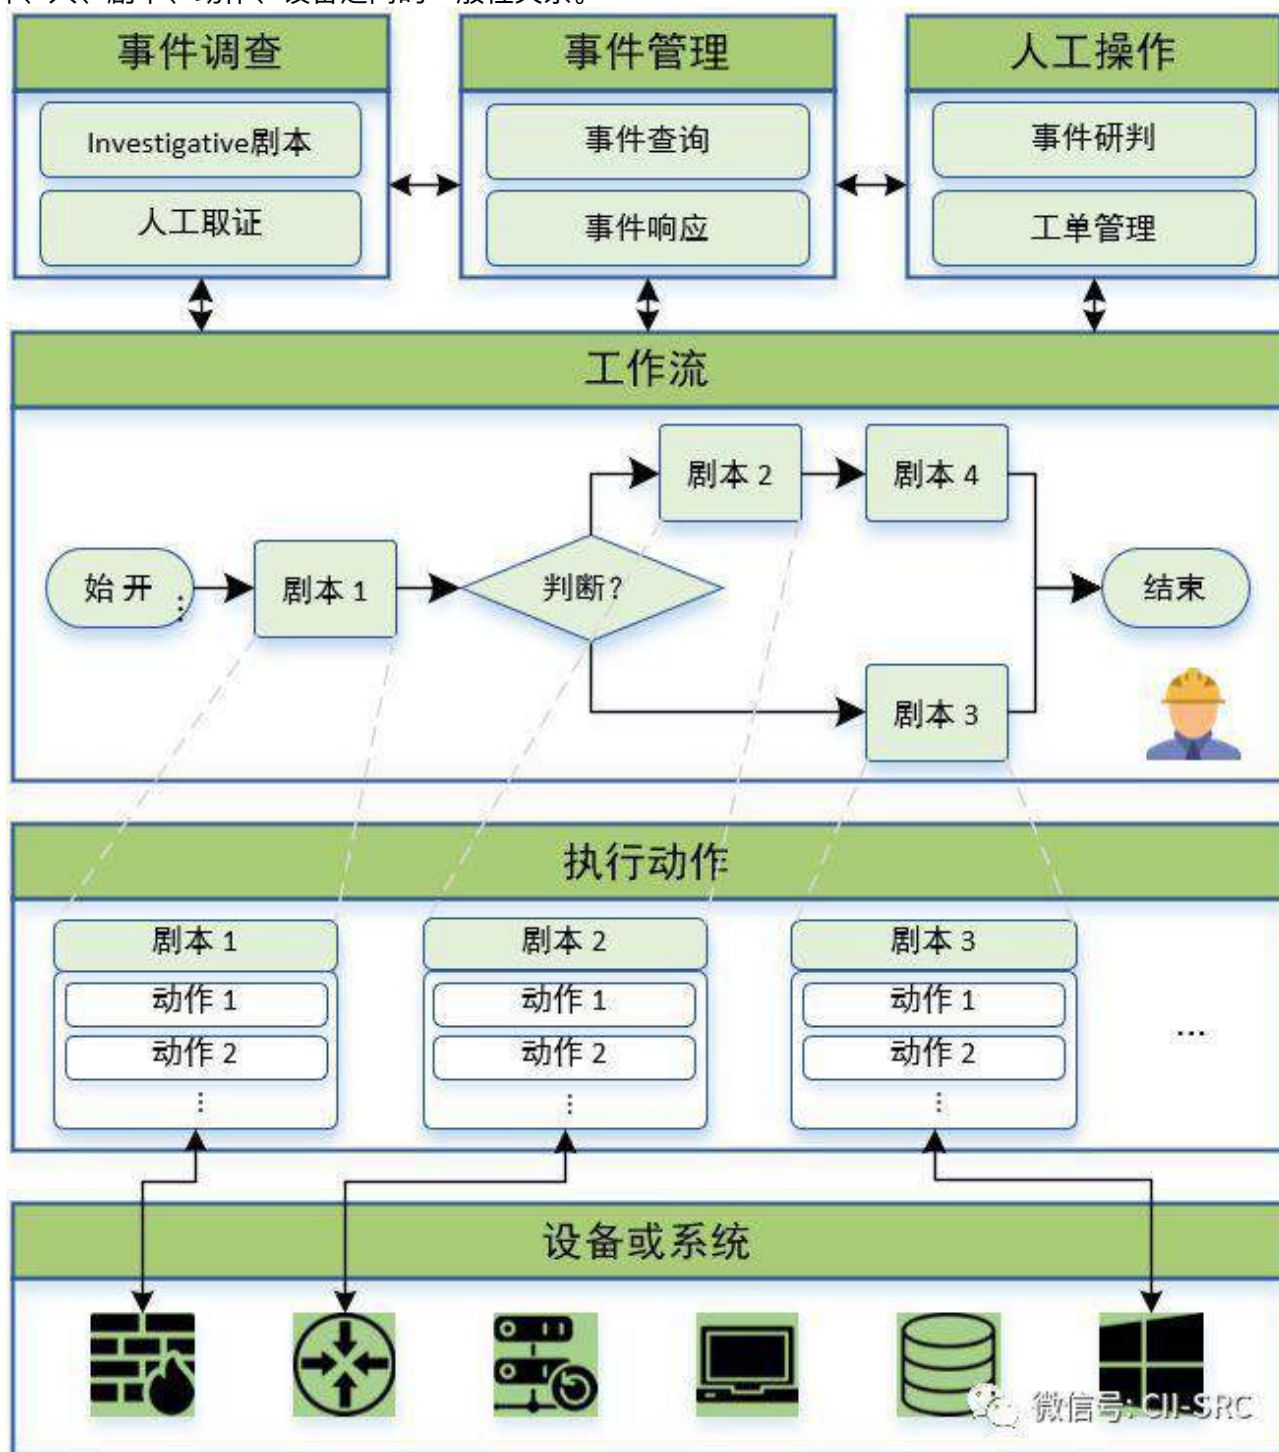 事件调查
事件管理
人工操作
Investigative剧本
事件查询
事件研判
人工取证
事件响应
工单管理
工作流
剧本 2
剧本 4
始 开
剧本 1
判断?
结束
剧本 3
执行动作
剧本 1
剧本 2
剧本 3
动作 1
动作 1
动作 1
...
动作 2
动作 2
动作 2
设备或系统
微信号: CII-SRC